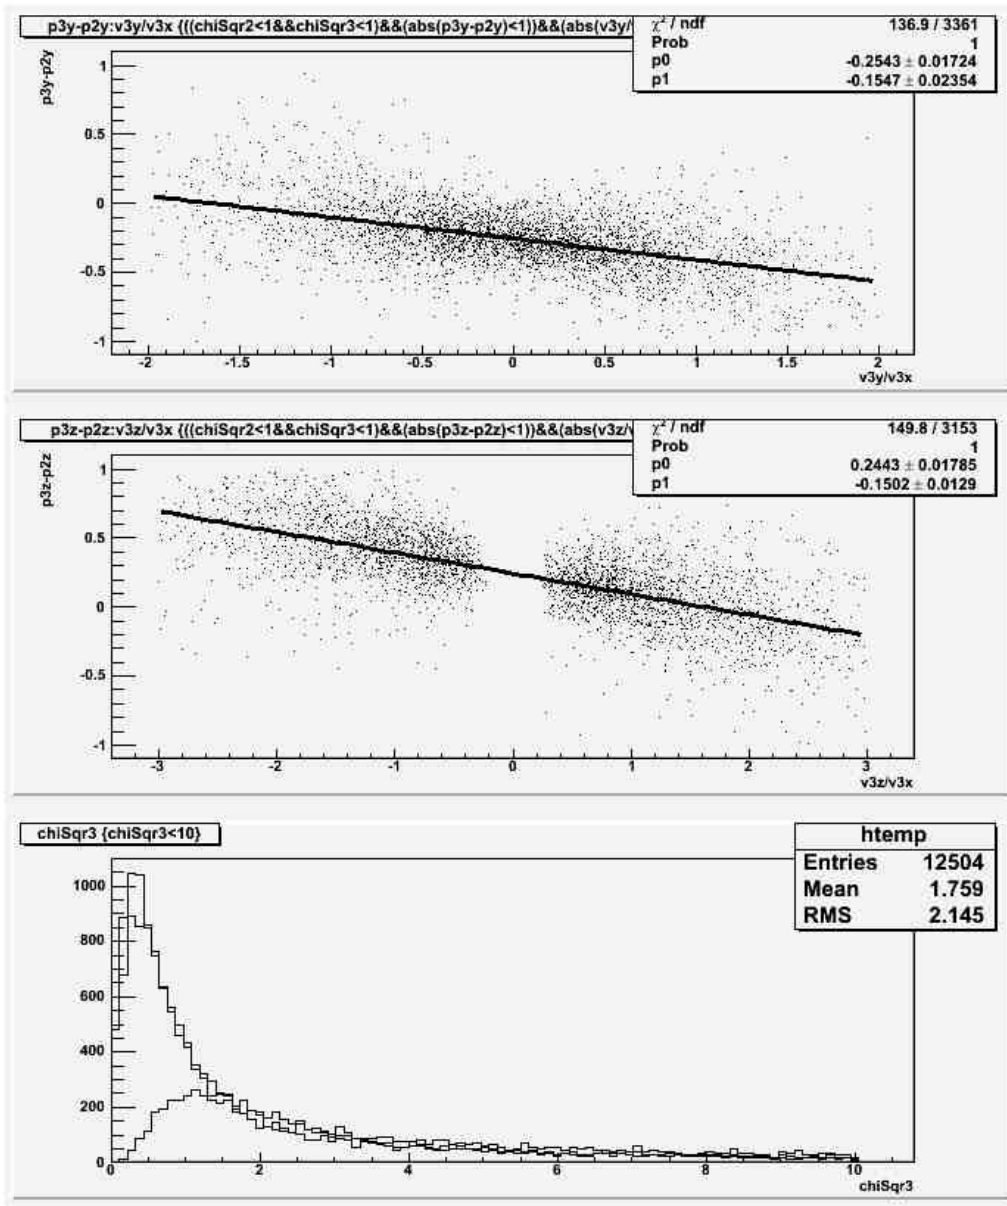 p3y-p2y:v3y/v3x {((chiSqr2<1&&chiSqr3<1)&&(abs(p3y-p2y)<1))&&(abs(v3y/
χ² / ndf 136.9 / 3361
Prob 1
p0 -0.2543 ± 0.01724
p1 -0.1547 ± 0.02354
p3y-p2y
1
0.5
0
-0.5
-1
-2 -1.5 -1 -0.5 0 0.5 1 1.5 2
v3y/v3x
p3z-p2z:v3z/v3x {((chiSqr2<1&&chiSqr3<1)&&(abs(p3z-p2z)<1))&&(abs(v3z/
χ² / ndf 149.8 / 3153
Prob 1
p0 0.2443 ± 0.01785
p1 -0.1502 ± 0.0129
p3z-p2z
1
0.5
0
-0.5
-1
-3 -2 -1 0 1 2 3
v3z/v3x
chiSqr3 {chiSqr3<10}
htemp
Entries 12504
Mean 1.759
RMS 2.145
1000
800
600
400
200
0
0 2 4 6 8 10
chiSqr3